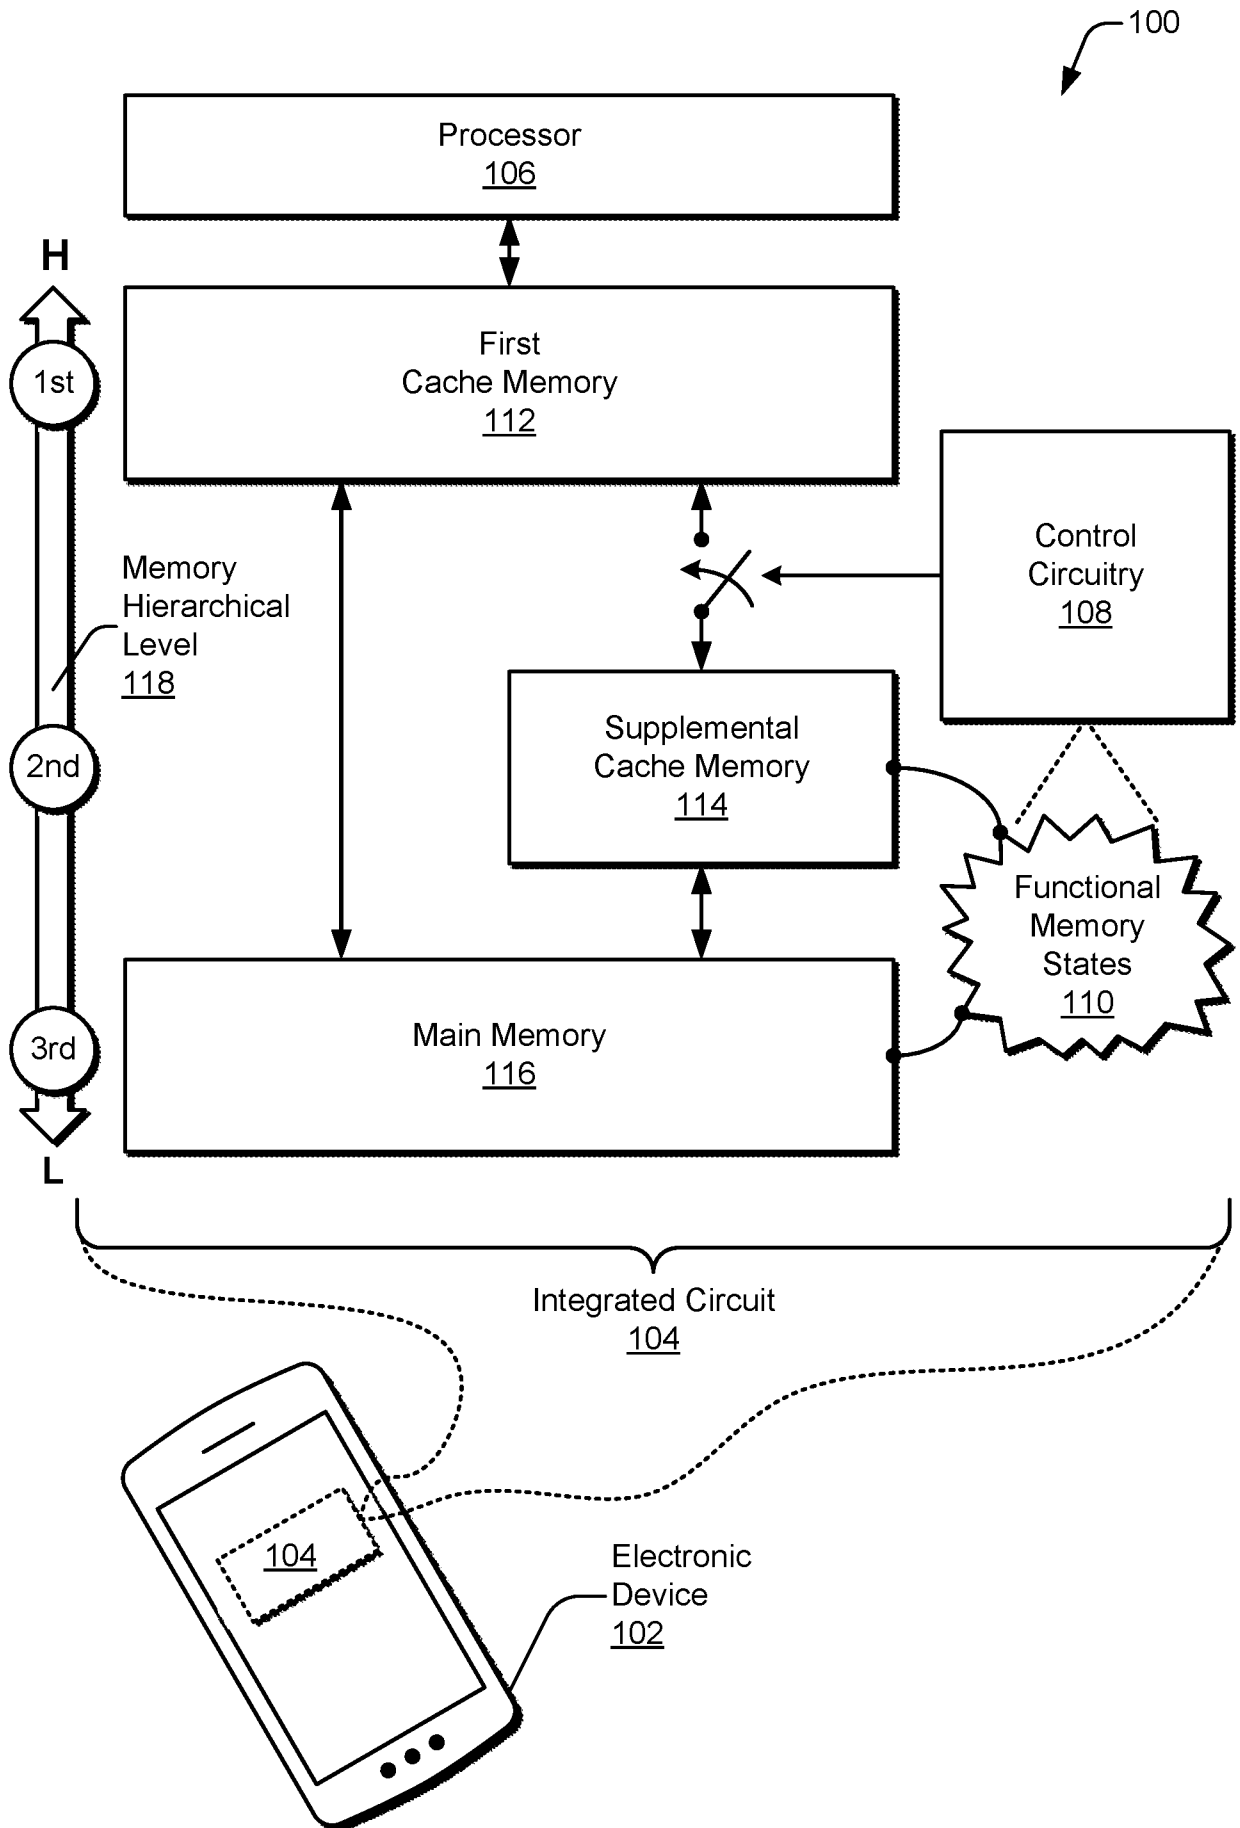 100
Processor
106
H
First
Cache Memory
112
1st
Control
Circuitry
108
Memory
Hierarchical
Level
118
Supplemental
Cache Memory
114
2nd
Functional
Memory
States
110
Main Memory
116
3rd
L
Integrated Circuit
104
104
Electronic
Device
102